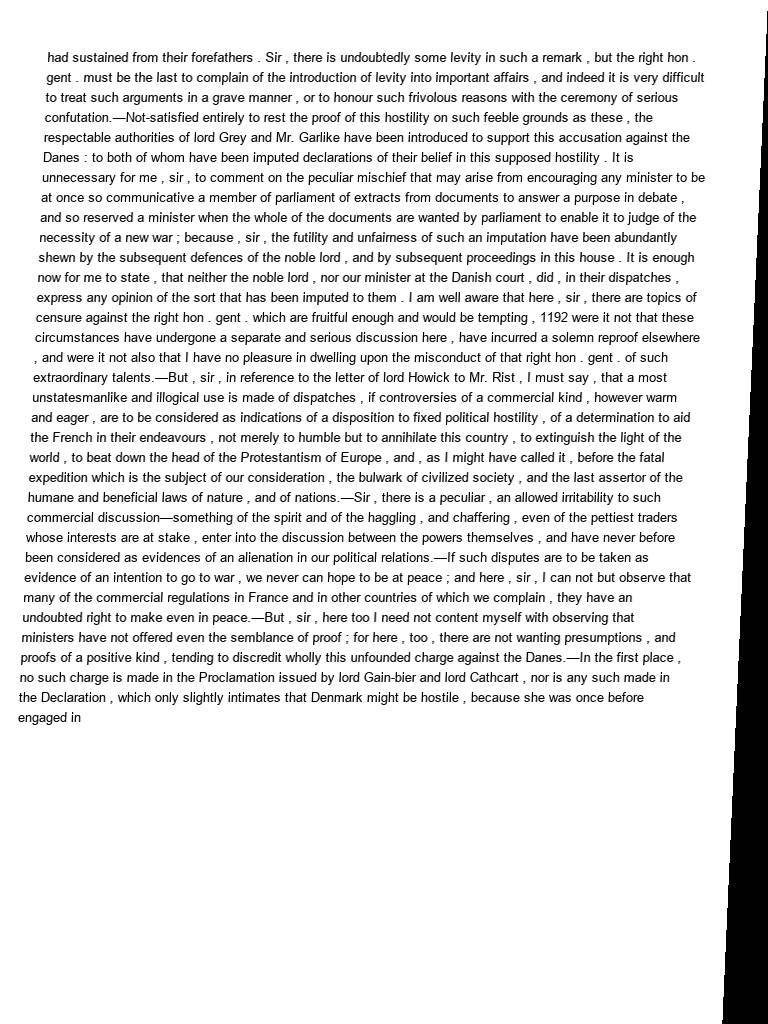 had sustained from their forefathers . Sir , there is undoubtedly some levity in such a remark , but the right hon .
gent . must be the last to complain of the introduction of levity into important affairs , and indeed it is very difficult
to treat such arguments in a grave manner , or to honour such frivolous reasons with the ceremony of serious
confutation.—Not-satisfied entirely to rest the proof of this hostility on such feeble grounds as these , the
respectable authorities of lord Grey and Mr. Garlike have been introduced to support this accusation against the
Danes : to both of whom have been imputed declarations of their belief in this supposed hostility . It is
unnecessary for me , sir , to comment on the peculiar mischief that may arise from encouraging any minister to be
at once so communicative a member of parliament of extracts from documents to answer a purpose in debate ,
and so reserved a minister when the whole of the documents are wanted by parliament to enable it to judge of the
necessity of a new war ; because , sir , the futility and unfairness of such an imputation have been abundantly
shewn by the subsequent defences of the noble lord , and by subsequent proceedings in this house . It is enough
now for me to state , that neither the noble lord , nor our minister at the Danish court , did , in their dispatches ,
express any opinion of the sort that has been imputed to them . I am well aware that here , sir , there are topics of
censure against the right hon . gent . which are fruitful enough and would be tempting , 1192 were it not that these
circumstances have undergone a separate and serious discussion here , have incurred a solemn reproof elsewhere
, and were it not also that I have no pleasure in dwelling upon the misconduct of that right hon . gent . of such
extraordinary talents.—But , sir , in reference to the letter of lord Howick to Mr. Rist , I must say , that a most
unstatesmanlike and illogical use is made of dispatches , if controversies of a commercial kind , however warm
and eager , are to be considered as indications of a disposition to fixed political hostility , of a determination to aid
the French in their endeavours , not merely to humble but to annihilate this country , to extinguish the light of the
world , to beat down the head of the Protestantism of Europe , and , as I might have called it , before the fatal
expedition which is the subject of our consideration , the bulwark of civilized society , and the last assertor of the
humane and beneficial laws of nature , and of nations.—Sir , there is a peculiar , an allowed irritability to such
commercial discussion—something of the spirit and of the haggling , and chaffering , even of the pettiest traders
whose interests are at stake , enter into the discussion between the powers themselves , and have never before
been considered as evidences of an alienation in our political relations.—If such disputes are to be taken as
evidence of an intention to go to war , we never can hope to be at peace ; and here , sir , I can not but observe that
many of the commercial regulations in France and in other countries of which we complain , they have an
undoubted right to make even in peace.—But , sir , here too I need not content myself with observing that
ministers have not offered even the semblance of proof ; for here , too , there are not wanting presumptions , and
proofs of a positive kind , tending to discredit wholly this unfounded charge against the Danes.—In the first place ,
no such charge is made in the Proclamation issued by lord Gain-bier and lord Cathcart , nor is any such made in
the Declaration , which only slightly intimates that Denmark might be hostile , because she was once before
engaged in